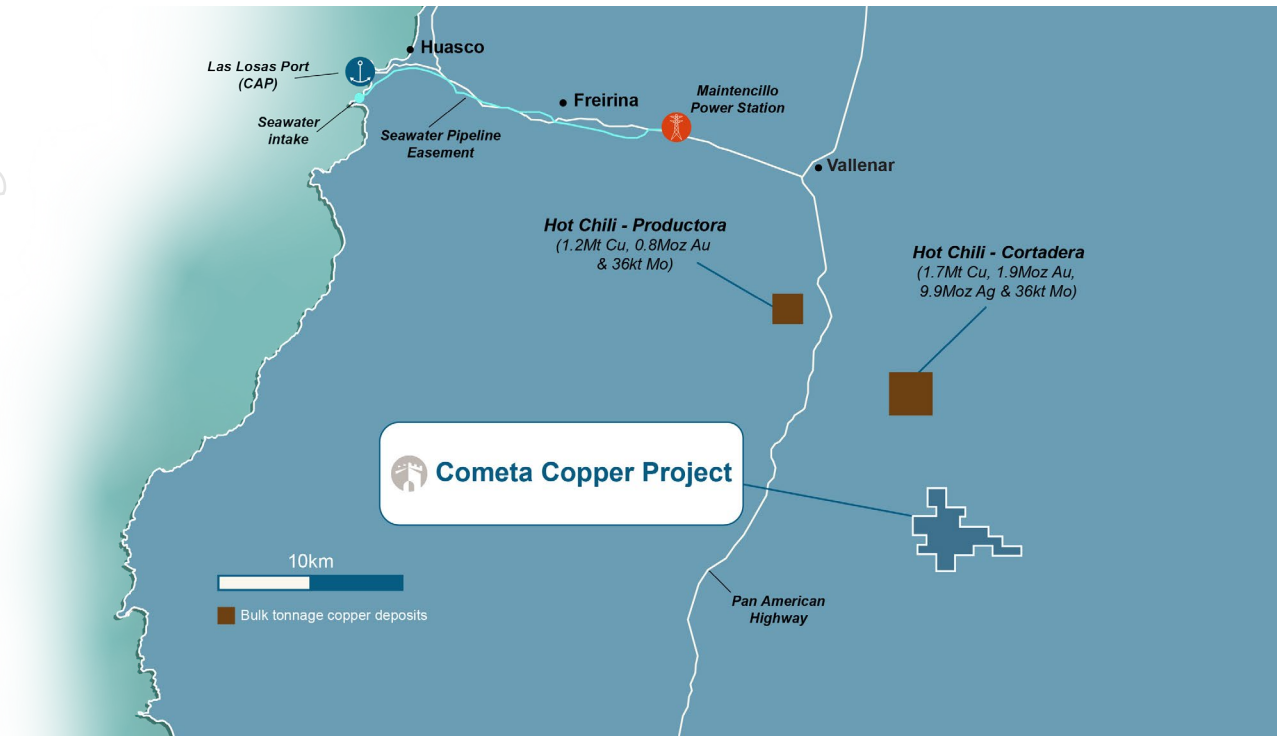 Huasco
Las Losas Port
(CAP)
Seawater
intake
Seawater Pipeline
Easement
Freirina
Maintencillo
Power Station
Vallenar
Hot Chili - Productora
(1.2Mt Cu, 0.8Moz Au
& 36kt Mo)
Hot Chili - Cortadera
(1.7Mt Cu, 1.9Moz Au,
9.9Moz Ag & 36kt Mo)
Cometa Copper Project
10km
Bulk tonnage copper deposits
Pan American
Highway